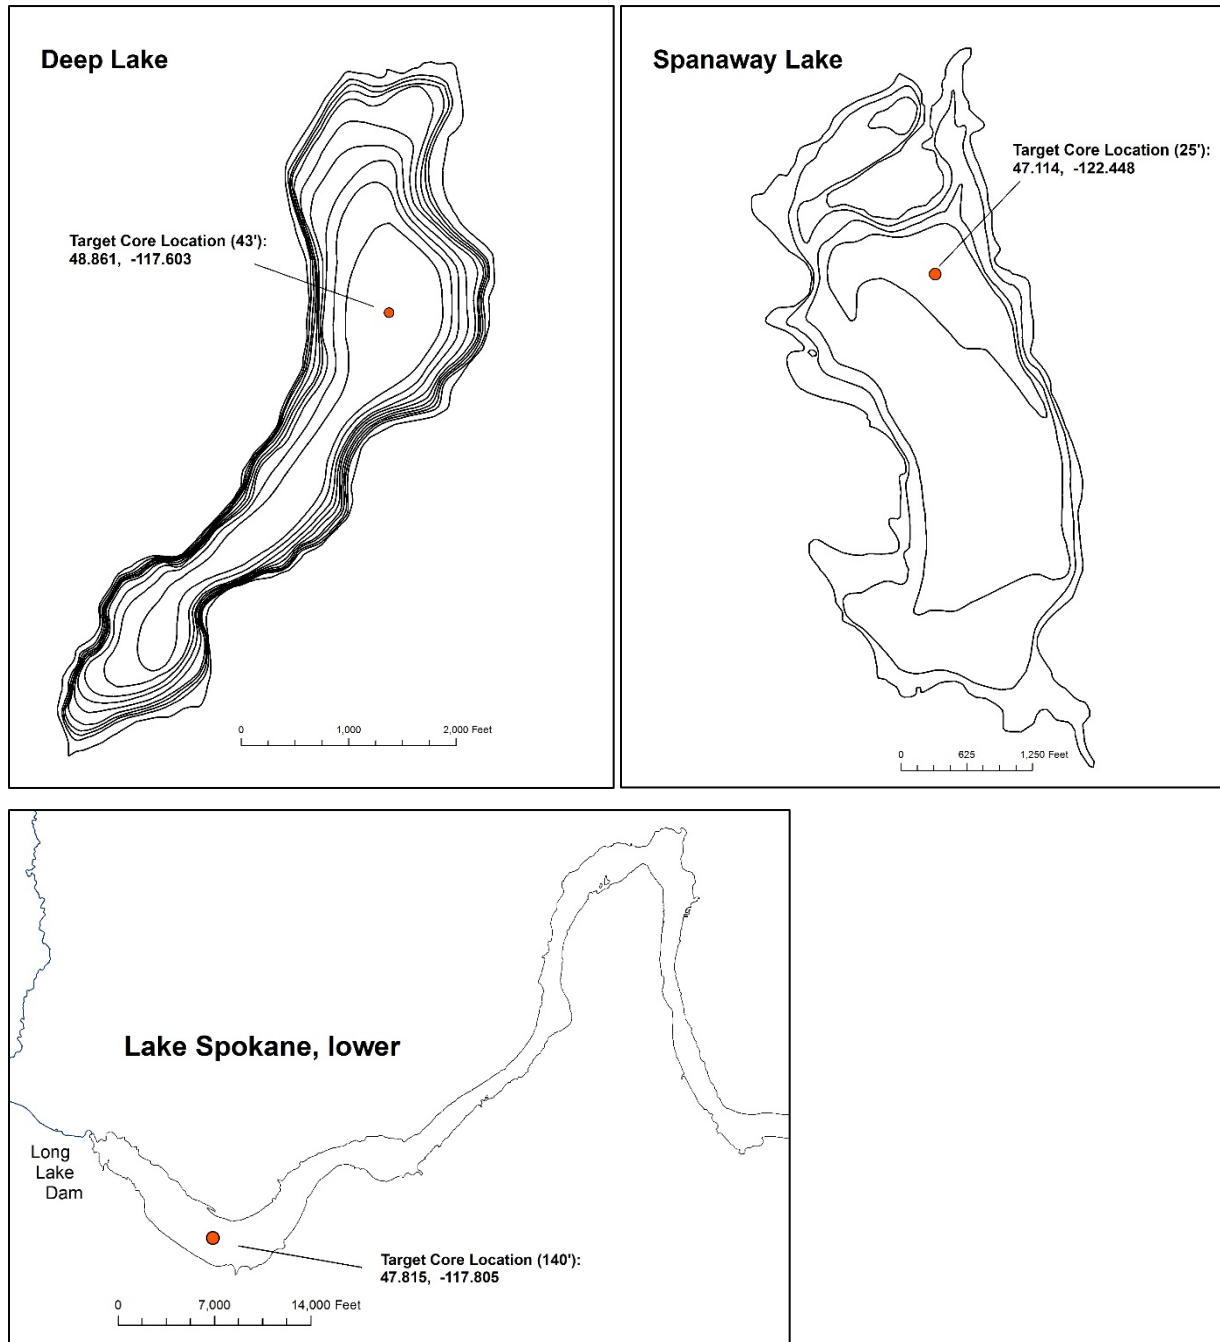 Deep Lake
Target Core Location (43'):
48.861, -117.603
0 1,000 2,000 Feet
Spanaway Lake
Target Core Location (25'):
47.114, -122.448
0 625 1,250 Feet
Lake Spokane, lower
Long
Lake
Dam
Target Core Location (140'):
47.815, -117.805
0 7,000 14,000 Feet